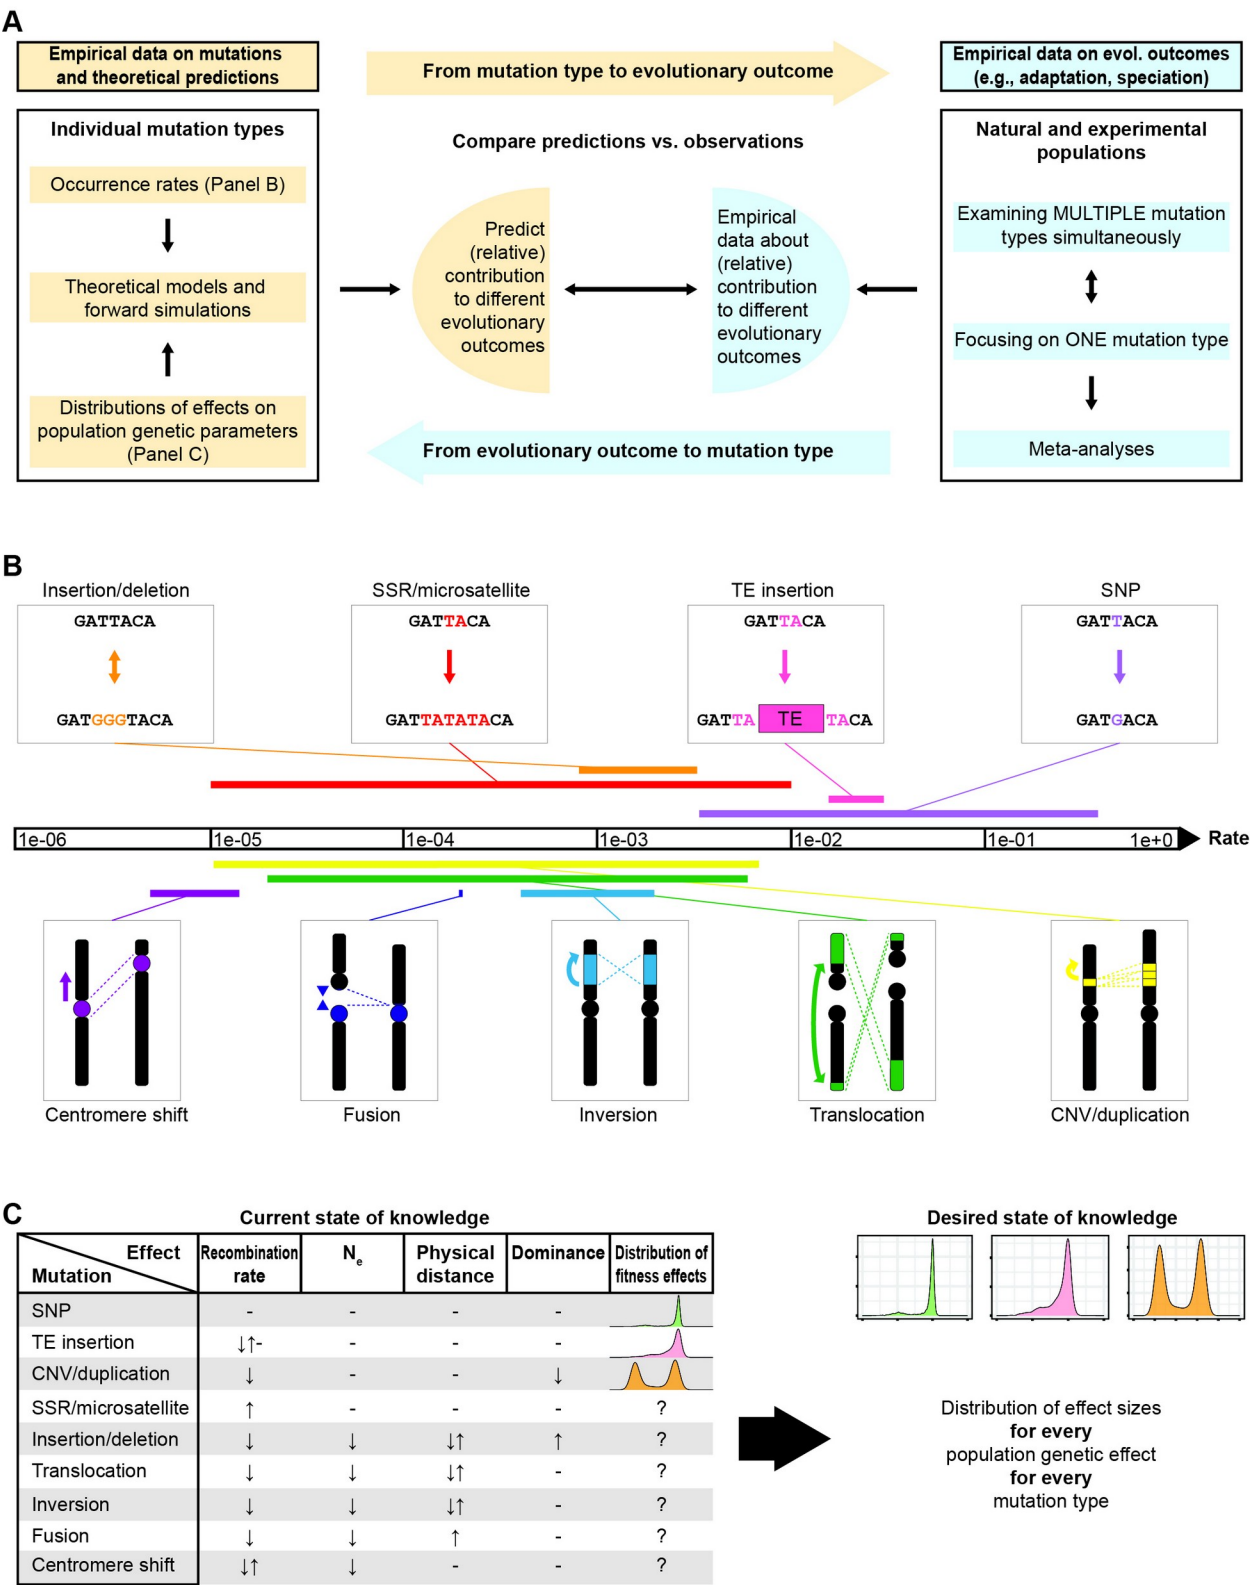 A
Empirical data on mutations
and theoretical predictions
From mutation type to evolutionary outcome
Empirical data on evol. outcomes
(e.g., adaptation, speciation)
Individual mutation types
Occurrence rates (Panel B)
Theoretical models and
forward simulations
Distributions of effects on
population genetic parameters
(Panel C)
Compare predictions vs. observations
Predict
(relative)
contribution
to different
evolutionary
outcomes
Empirical
data about
(relative)
contribution
to different
evolutionary
outcomes
From evolutionary outcome to mutation type
Natural and experimental
populations
Examining MULTIPLE mutation
types simultaneously
Focusing on ONE mutation type
Meta-analyses
B
Insertion/deletion
GATTACA
GATGGGTACA
SSR/microsatellite
GATTACA
GATTATATACA
TE insertion
GATTACA
GATTA TE TACA
SNP
GATTACA
GATGACA
1e-06 1e-05 1e-04 1e-03 1e-02 1e-01 1e+0 Rate
Centromere shift
Fusion
Inversion
Translocation
CNV/duplication
C
Current state of knowledge
Effect
Mutation
Recombination
rate
Ne
Physical
distance
Dominance
Distribution of
fitness effects
SNP - - - -
TE insertion ↓↑- - - -
CNV/duplication ↓ - - ↓
SSR/microsatellite ↑ - - - ?
Insertion/deletion ↓ ↓ ↓↑ ↑ ?
Translocation ↓ ↓ ↓↑ - ?
Inversion ↓ ↓ ↓↑ - ?
Fusion ↓ ↓ ↑ - ?
Centromere shift ↓↑ ↓ - - ?
Desired state of knowledge
Distribution of effect sizes
for every
population genetic effect
for every
mutation type